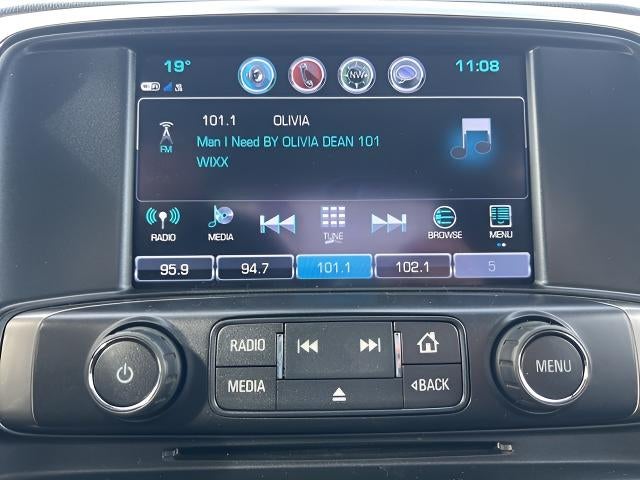 19° NW 11:08
101.1 OLIVIA
FM
Man I Need BY OLIVIA DEAN 101
WIXX
RADIO MEDIA TUNE BROWSE MENU
95.9 94.7 101.1 102.1 5
RADIO
MEDIA BACK
MENU